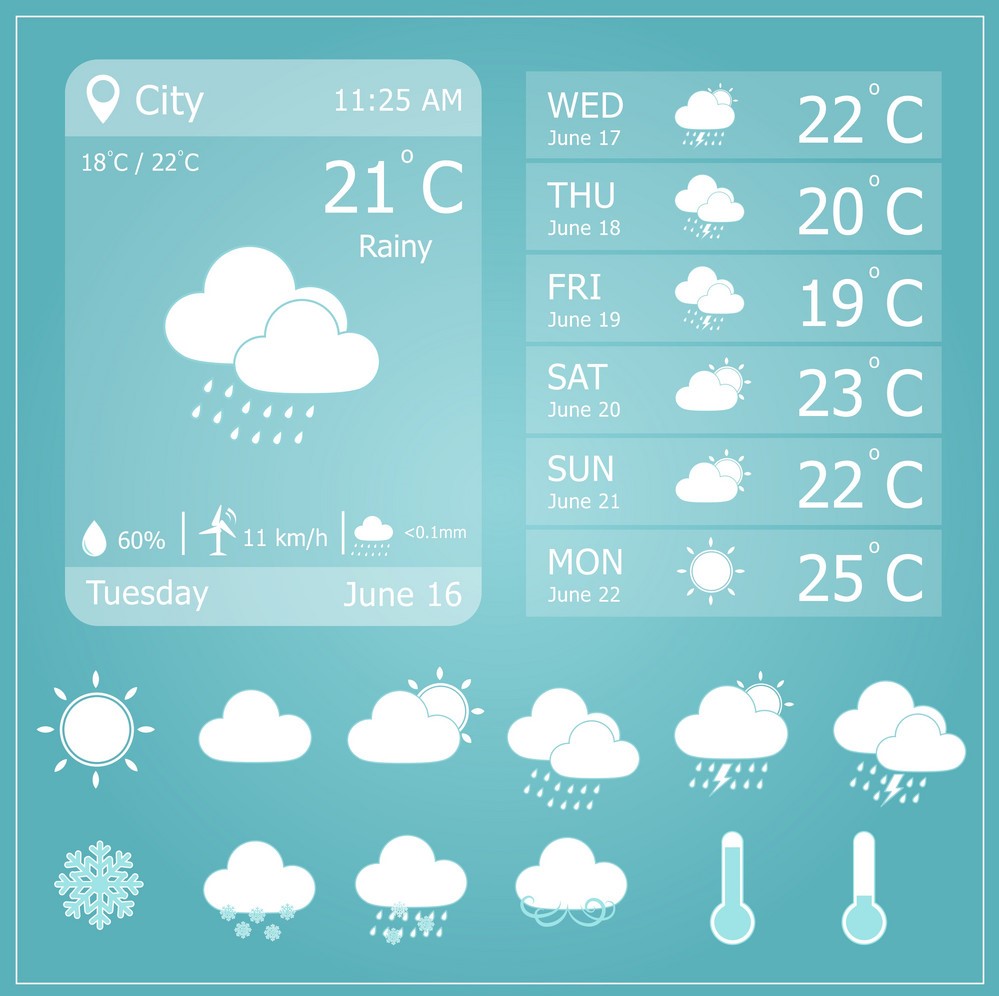 City 11:25 AM
18°C / 22°C
21°C
Rainy
60% 11 km/h <0.1mm
Tuesday June 16
WED
June 17
22°C
THU
June 18
20°C
FRI
June 19
19°C
SAT
June 20
23°C
SUN
June 21
22°C
MON
June 22
25°C